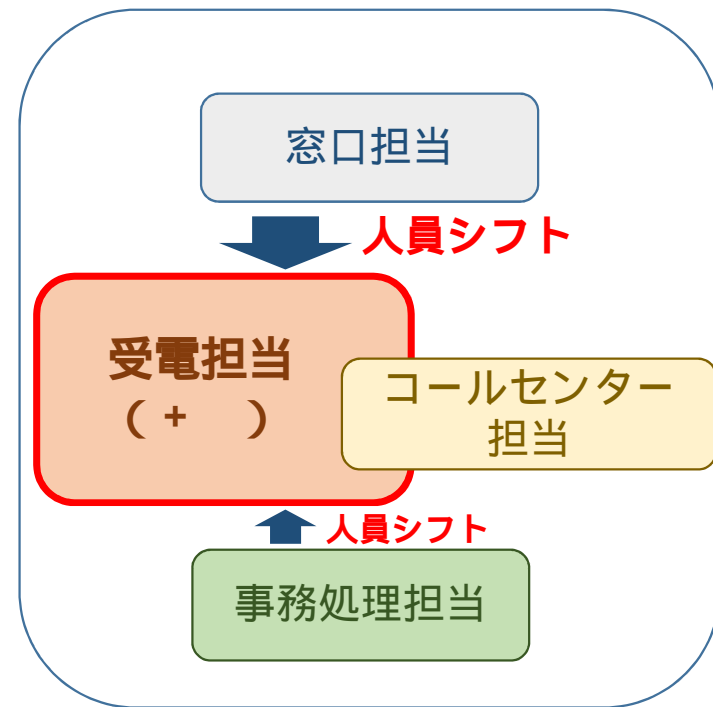 窓口担当
人員シフト
受電担当
（ +　）
コールセンター
担当
人員シフト
事務処理担当